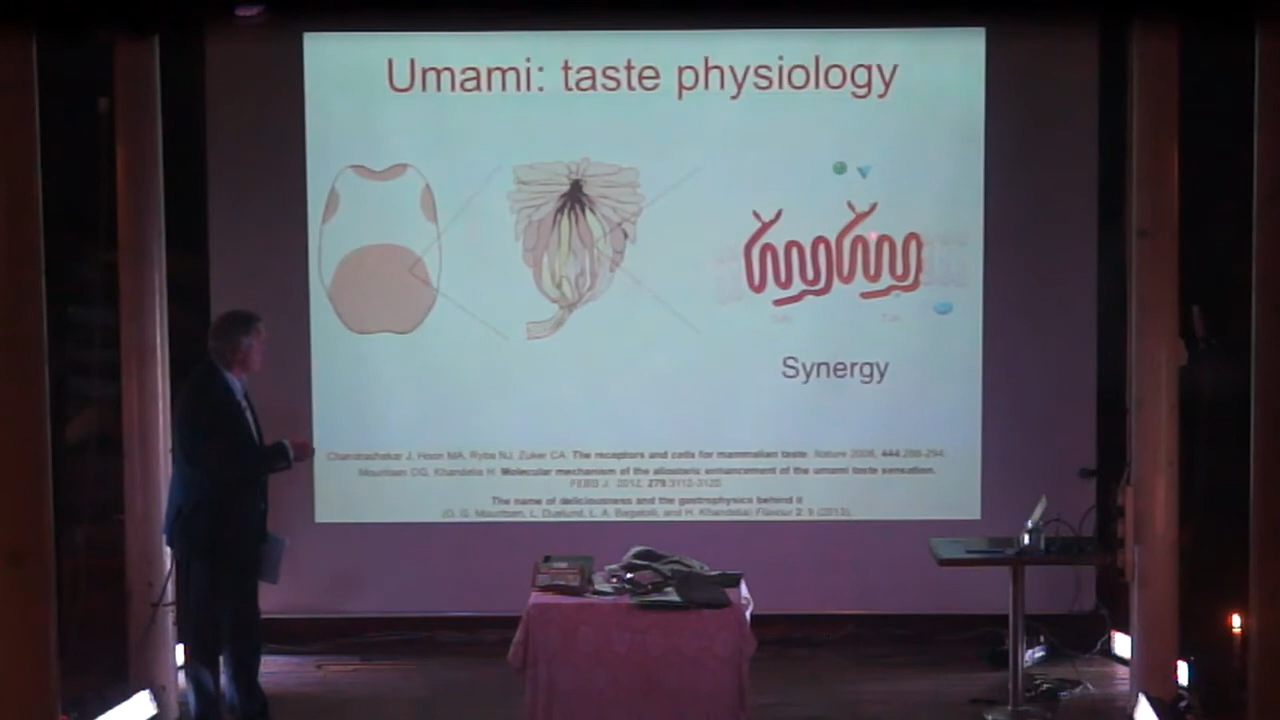 Umami: taste physiology
Synergy
Chandrashekar J, Hoon MA, Ryba NJ, Zuker CA. The receptors and cells for mammalian taste. Nature 2006, 444:288-294.
Mouritsen OG, Khandelia H. Molecular mechanism of the allosteric enhancement of the umami taste sensation.
FEBS J. 2012, 279:3112-3120.
The name of deliciousness and the gastrophysics behind it
(O. G. Mouritsen, L. Duelund, L. A. Bagatolli, and H. Khandelia) Flavour 2, 9 (2013).